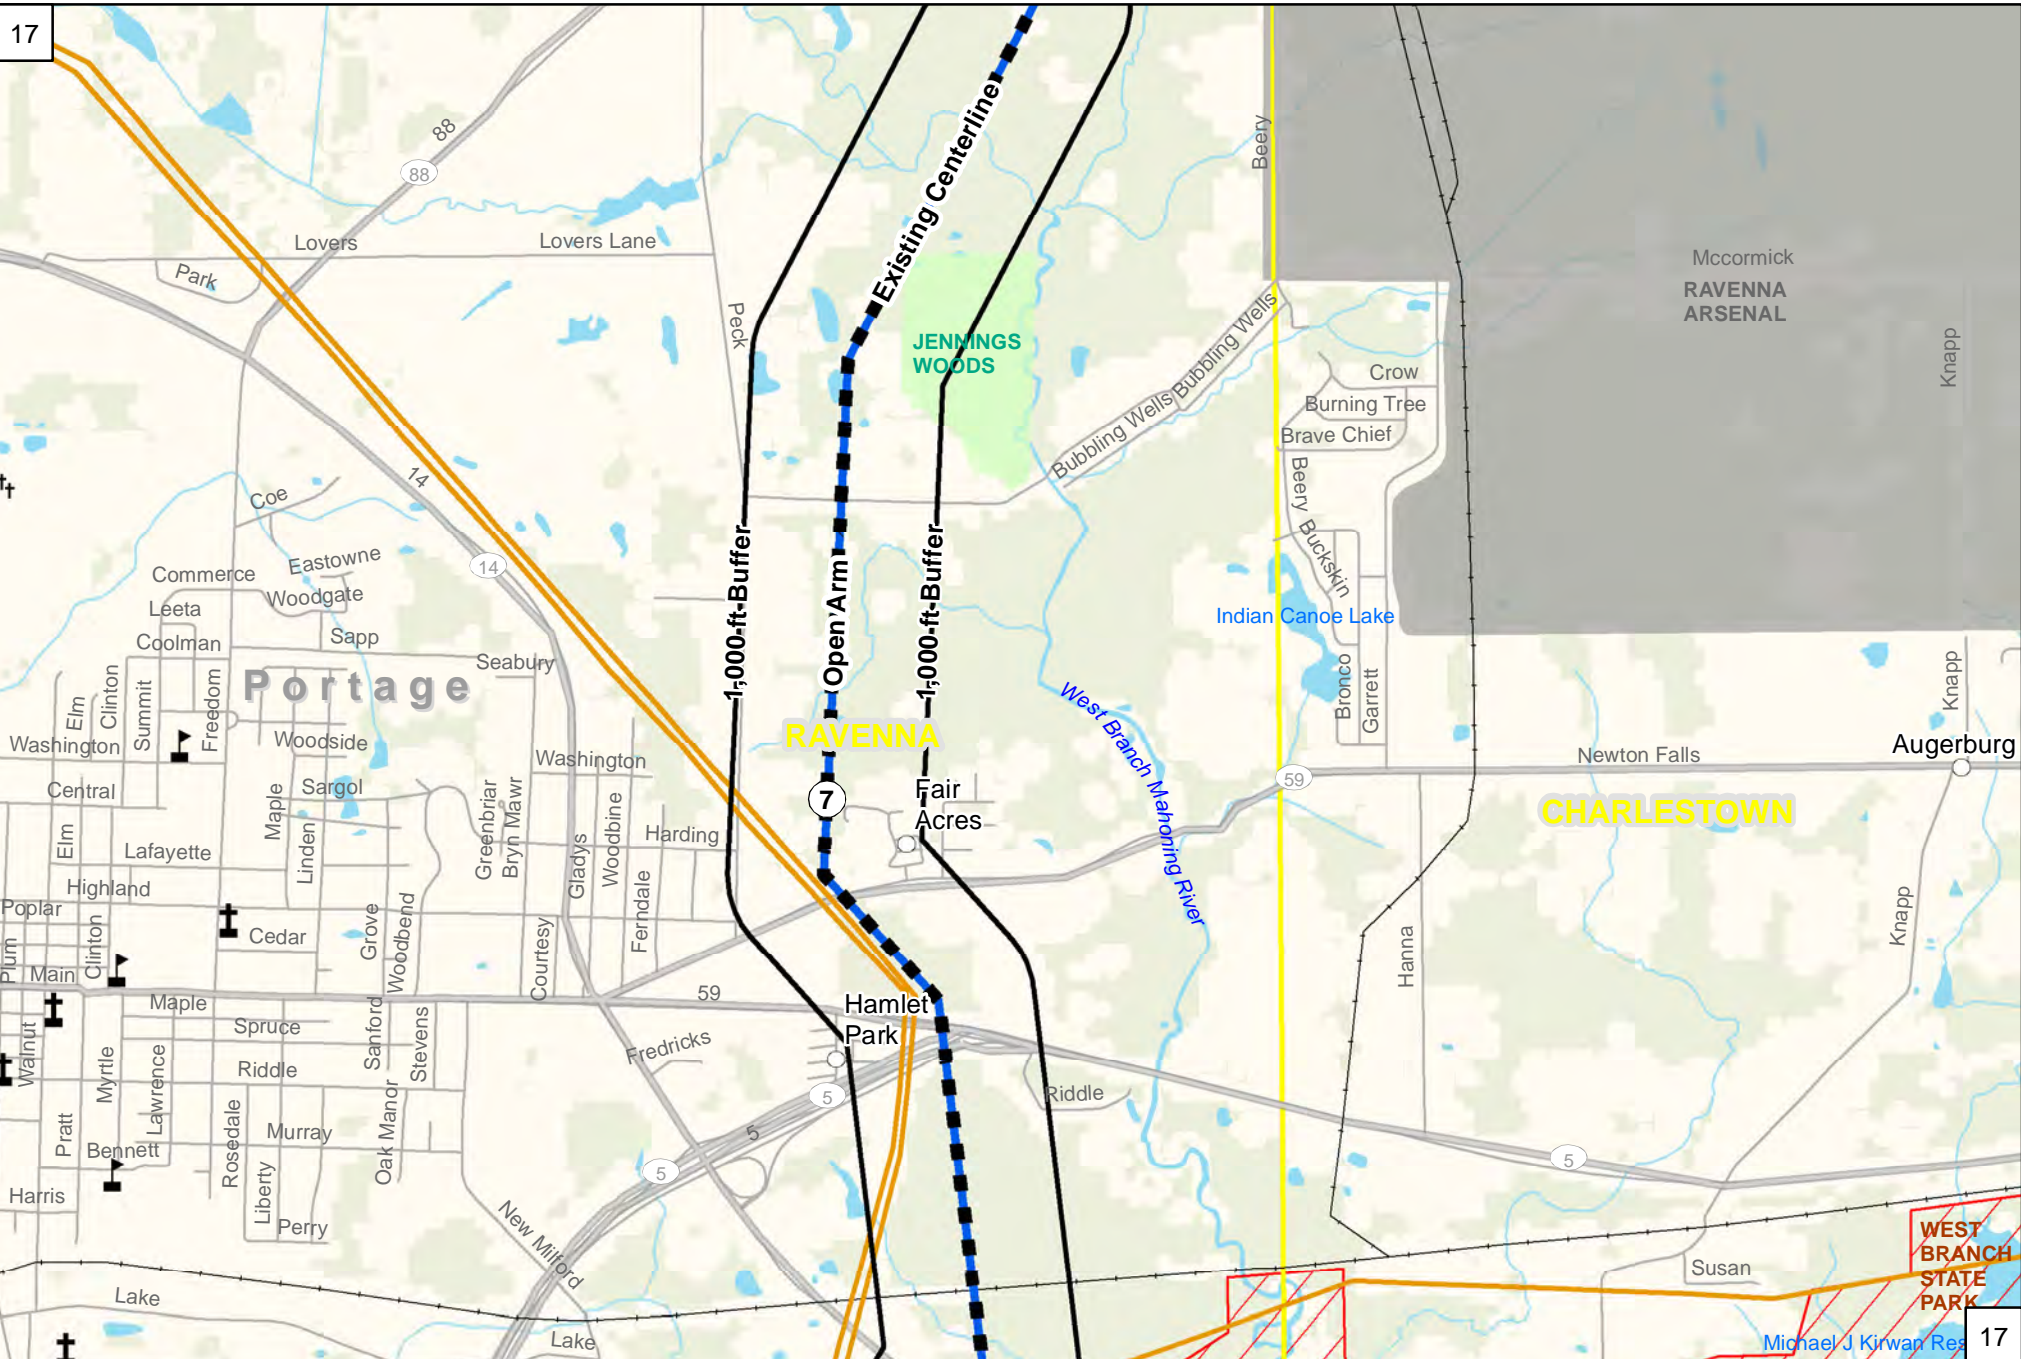 17
88
88
Existing Centerline
Beery
Lovers
Lovers Lane
Park
Peck
Mccormick
RAVENNA
ARSENAL
JENNINGS
WOODS
Bubbling Wells
Bubbling Wells
Knapp
Crow
Burning Tree
Brave Chief
Beery
Buckskin
14
Coe
14
Eastowne
Commerce
Woodgate
Leeta
Coolman
Sapp
Seabury
1,000-ft-Buffer
Open Arm
1,000-ft-Buffer
Indian Canoe Lake
Bronco
Garrett
Knapp
Portage
Elm
Clinton
Summit
Freedom
Washington
Woodside
Washington
RAVENNA
West Branch Mahoning River
Newton Falls
Augerburg
59
Central
Sargol
Maple
Linden
Greenbriar
Bryn Mawr
Gladys
Woodbine
Harding
7
Fair
Acres
CHARLESTOWN
Elm
Lafayette
Highland
Poplar
Plum
Clinton
Cedar
Grove
Woodbend
Courtesy
Ferndale
Hanna
Knapp
Main
Maple
59
Hamlet
Park
Spruce
Walnut
Myrtle
Lawrence
Riddle
Sanford
Stevens
Fredricks
5
Riddle
Pratt
Bennett
Rosedale
Murray
Oak Manor
5
5
5
Harris
Liberty
Perry
New Milford
WEST
BRANCH
STATE
PARK
Susan
Lake
Lake
Michael J Kirwan Res
17